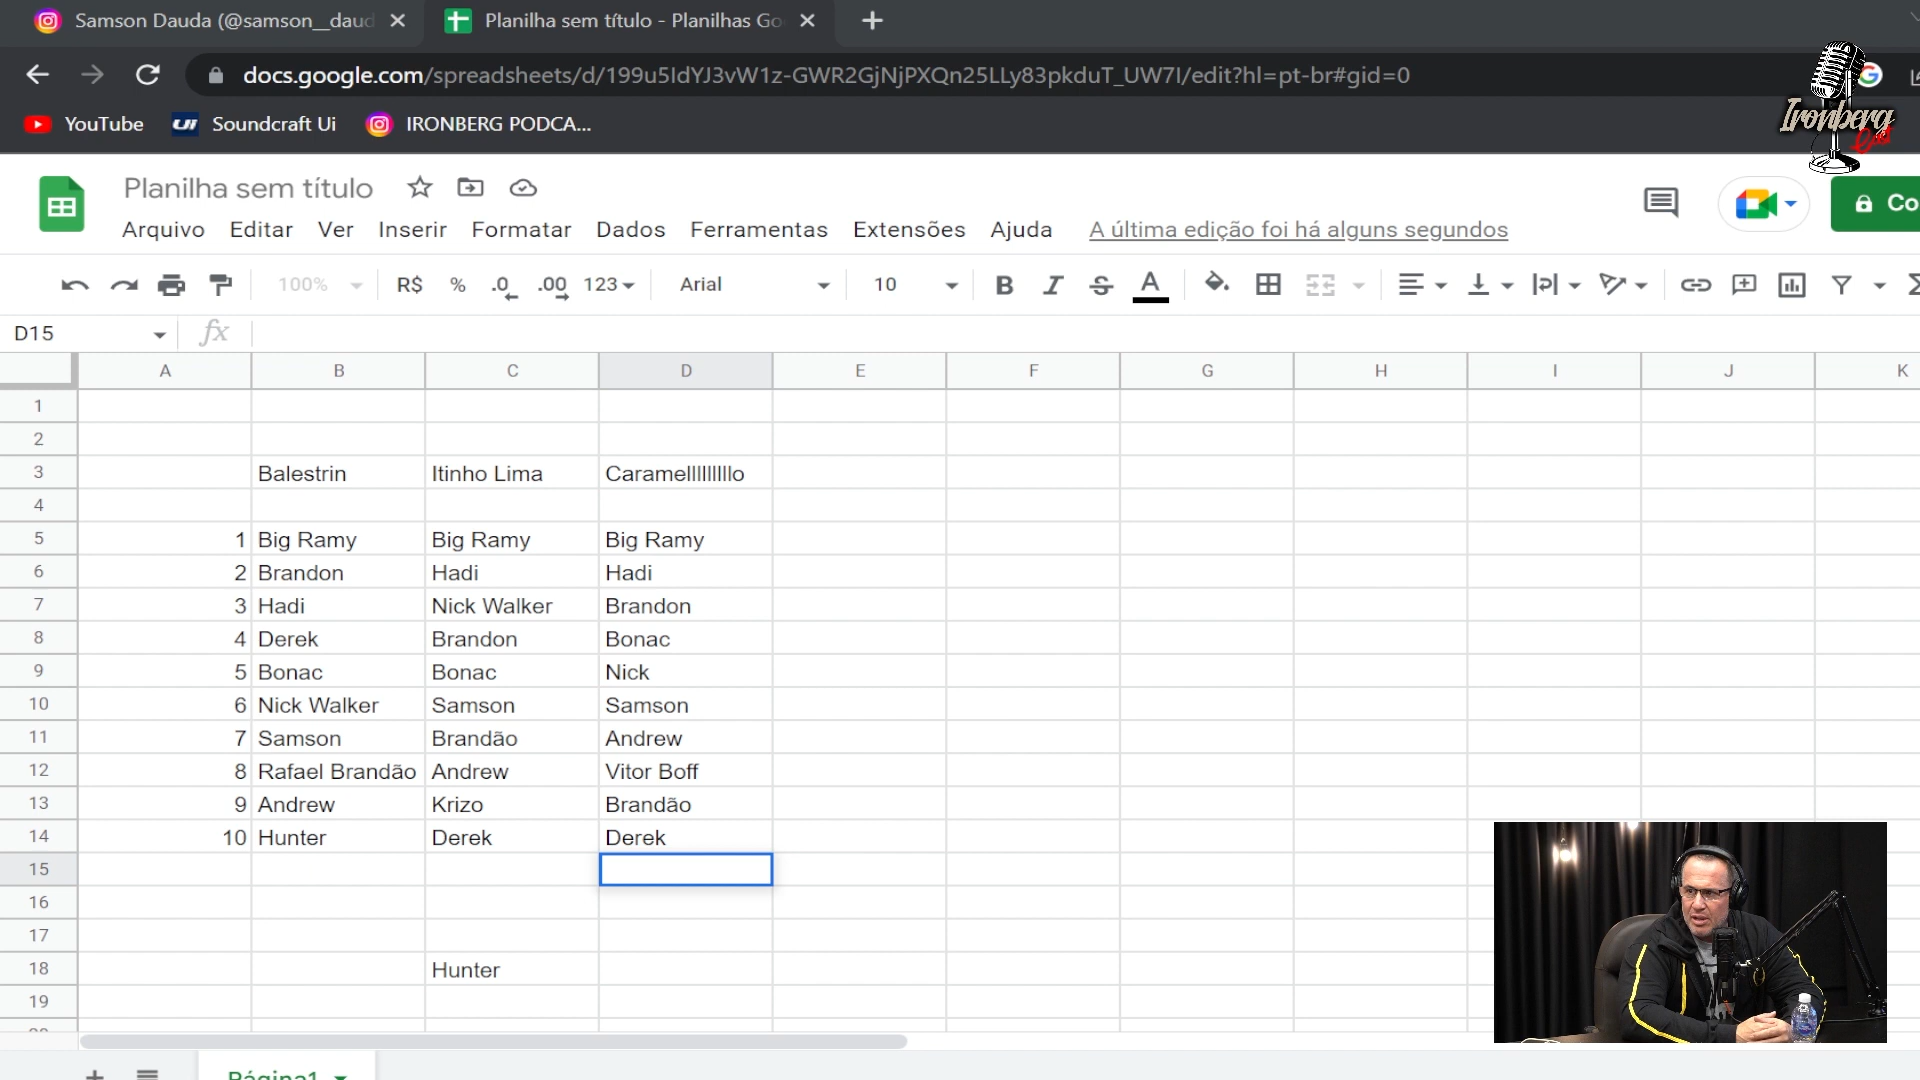 Samson Dauda (@samson__daud
Planilha sem título - Planilhas Go
docs.google.com/spreadsheets/d/199u5IdYJ3vW1z-GWR2GjNjPXQn25LLy83pkduT_UW7I/edit?hl=pt-br#gid=0
YouTube
Soundcraft Ui
IRONBERG PODCA...
Ironberg
Cast
Planilha sem título
Co
Arquivo Editar Ver Inserir Formatar Dados Ferramentas Extensões Ajuda A última edição foi há alguns segundos
100% R$ % .0 .00 123 Arial 10 B I S A Σ
D15 fx
A B C D E F G H I J K
1
2
3 Balestrin Itinho Lima Caramelllllllllo
4
5 1 Big Ramy Big Ramy Big Ramy
6 2 Brandon Hadi Hadi
7 3 Hadi Nick Walker Brandon
8 4 Derek Brandon Bonac
9 5 Bonac Bonac Nick
10 6 Nick Walker Samson Samson
11 7 Samson Brandão Andrew
12 8 Rafael Brandão Andrew Vitor Boff
13 9 Andrew Krizo Brandão
14 10 Hunter Derek Derek
15
16
17
18 Hunter
19
Página1